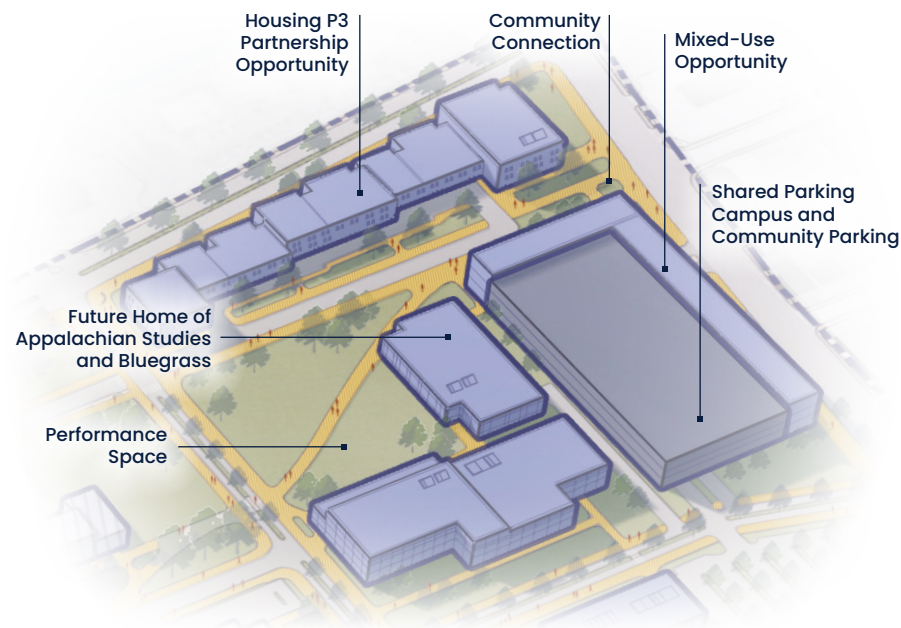 Housing P3
Partnership
Opportunity
Community
Connection
Mixed-Use
Opportunity
Shared Parking
Campus and
Community Parking
Future Home of
Appalachian Studies
and Bluegrass
Performance
Space